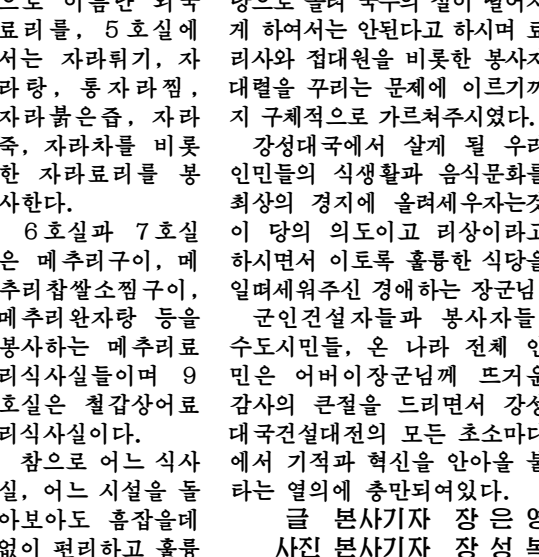 으로 이름난 외국
료리를, 5호실에
서는 자라튀기, 자
라탕, 통자라찜,
자라붉은즙, 자라
죽, 자라차를 비롯
한 자라료리를 봉
사한다.
6호실과 7호실
은 메추리구이, 메
추리찹쌀소찜구이,
메추리완자탕 등을
봉사하는 메추리료
리식사실들이며 9
호실은 철갑상어료
리식사실이다.
참으로 어느 식사
실, 어느 시설을 돌
아보아도 흠잡을데
없이 편리하고 훌륭
게 하여서는 안된다고 하시며 료
리사와 접대원을 비롯한 봉사자
대렬을 꾸리는 문제에 이르기까
지 구체적으로 가르쳐주시였다.
강성대국에서 살게 될 우리
인민들의 식생활과 음식문화를
최상의 경지에 올려세우자는것
이 당의 의도이고 리상이라고
하시면서 이토록 훌륭한 식당을
일떠세워주신 경애하는 장군님
군인건설자들과 봉사자들
수도시민들, 온 나라 전체 인
민은 어버이장군님께 뜨거운
감사의 큰절을 드리면서 강성
대국건설대전의 모든 초소마다
에서 기적과 혁신을 안아올 불
타는 열의에 충만되여있다.
글 본사기자 장은영
사진 본사기자 장성복